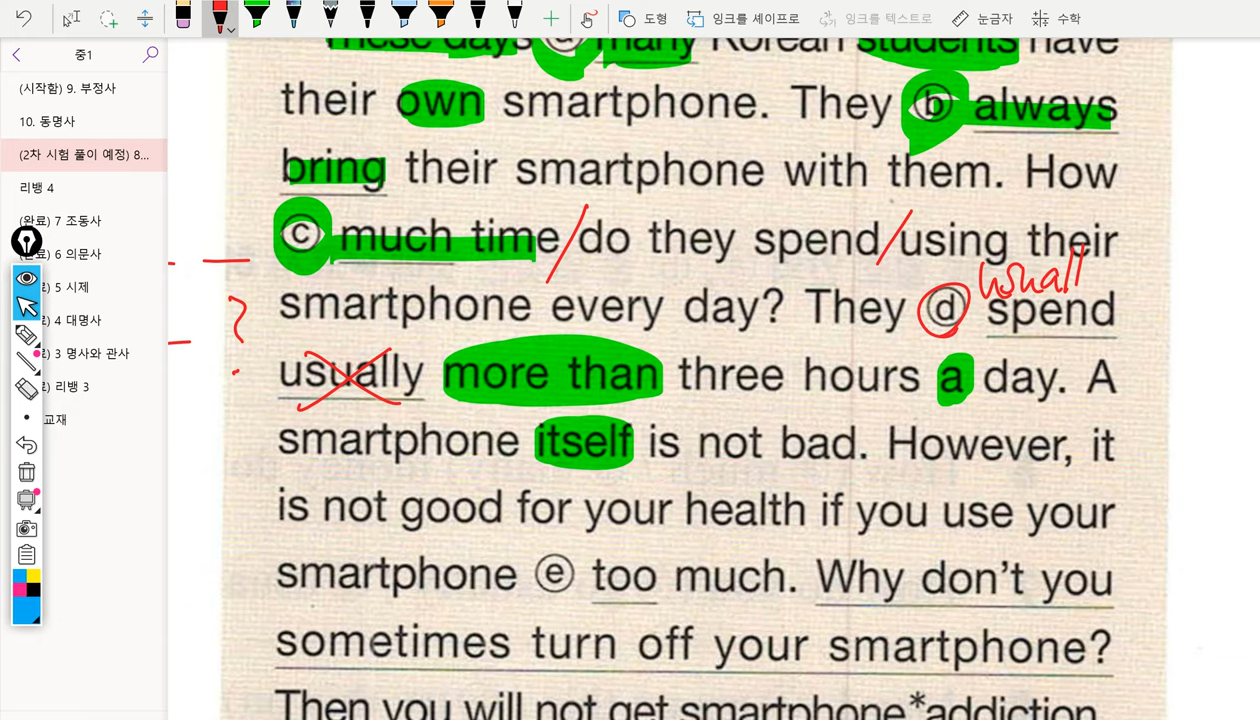 도형
잉크를 셰이프로
잉크를 텍스트로
눈금자
수학
중1
(시작함) 9. 부정사
10. 동명사
(2차 시험 풀이 예정) 8...
리뱅 4
(완료) 7 조동사
료) 6 의문사
료) 5 시제
료) 4 대명사
료) 3 명사와 관사
료) 리뱅 3
교재
These days ⓐ many Korean students have
their own smartphone. They ⓑ always
bring their smartphone with them. How
ⓒ much time/do they spend/using their
usuall
smartphone every day? They ⓓ spend
usually more than three hours a day. A
smartphone itself is not bad. However, it
is not good for your health if you use your
smartphone ⓔ too much. Why don't you
sometimes turn off your smartphone?
Then you will not get smartphone *addiction.
?